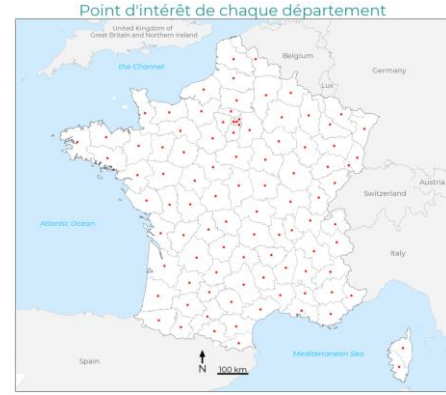 Point d'intérêt de chaque département
United Kingdom of
Great Britain and Northern Ireland
Belgium
the Channel
Lux
Germany
Austria
Switzerland
Atlantic Ocean
Italy
Mediterranean Sea
Spain
N
100 km